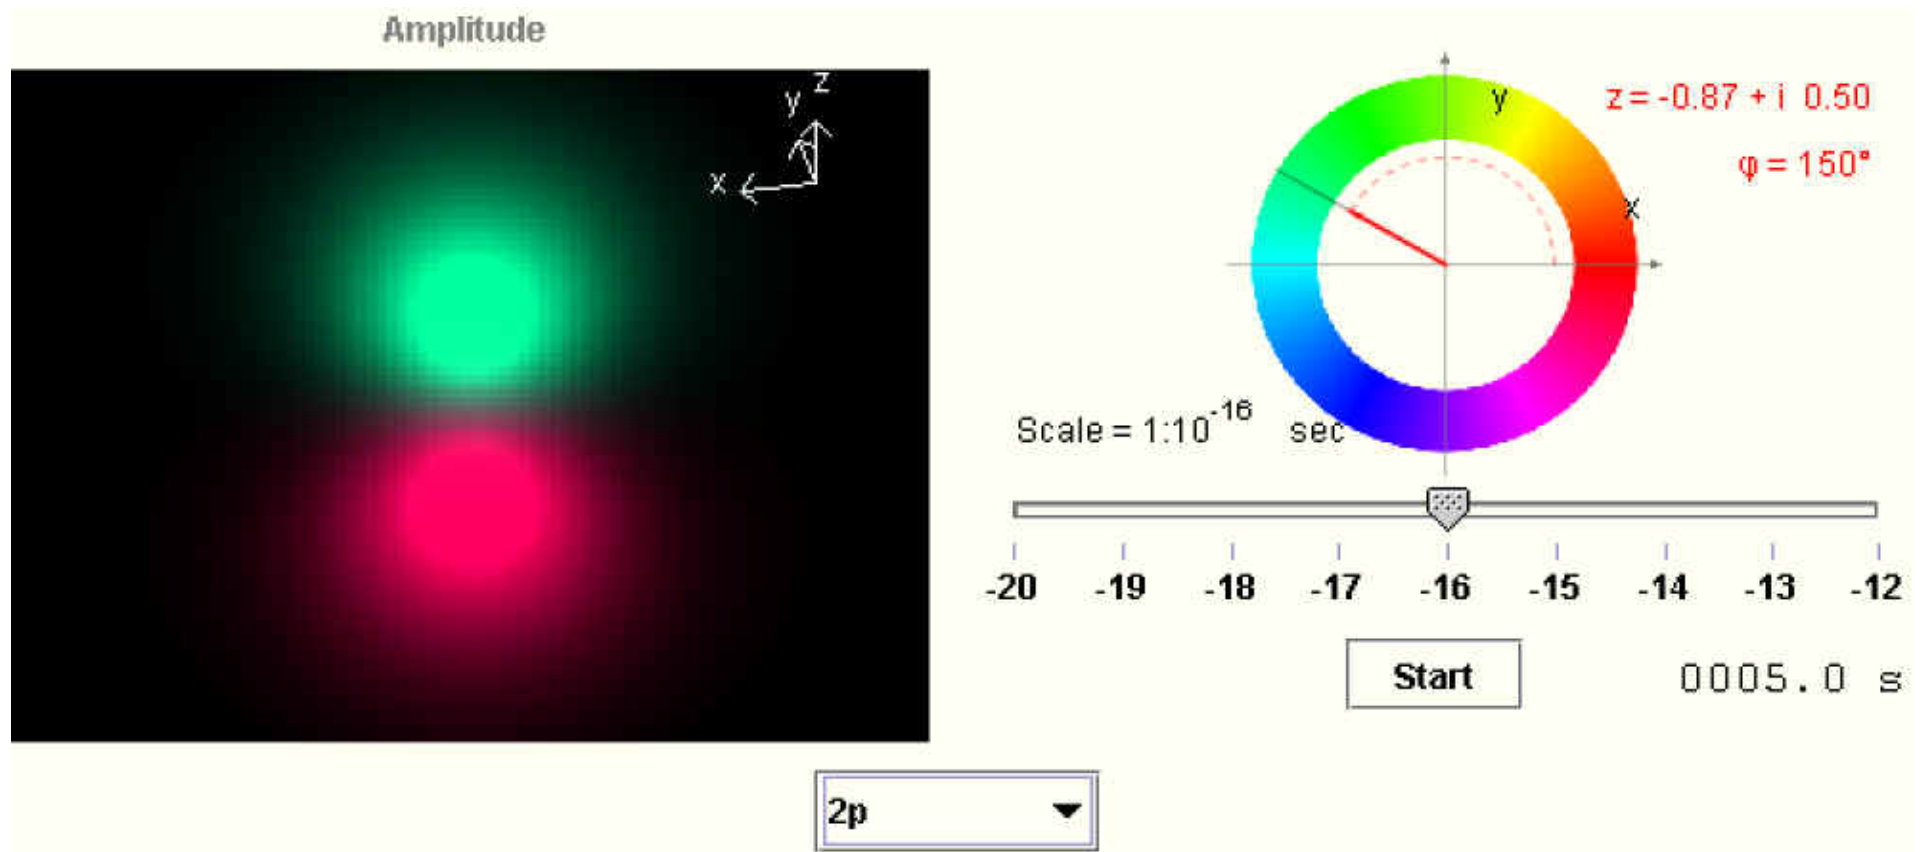 Amplitude
z
y
x
y
z = -0.87 + i 0.50
φ = 150°
x
Scale = 1:10^-16 sec
-20 -19 -18 -17 -16 -15 -14 -13 -12
Start
0005.0 s
2p